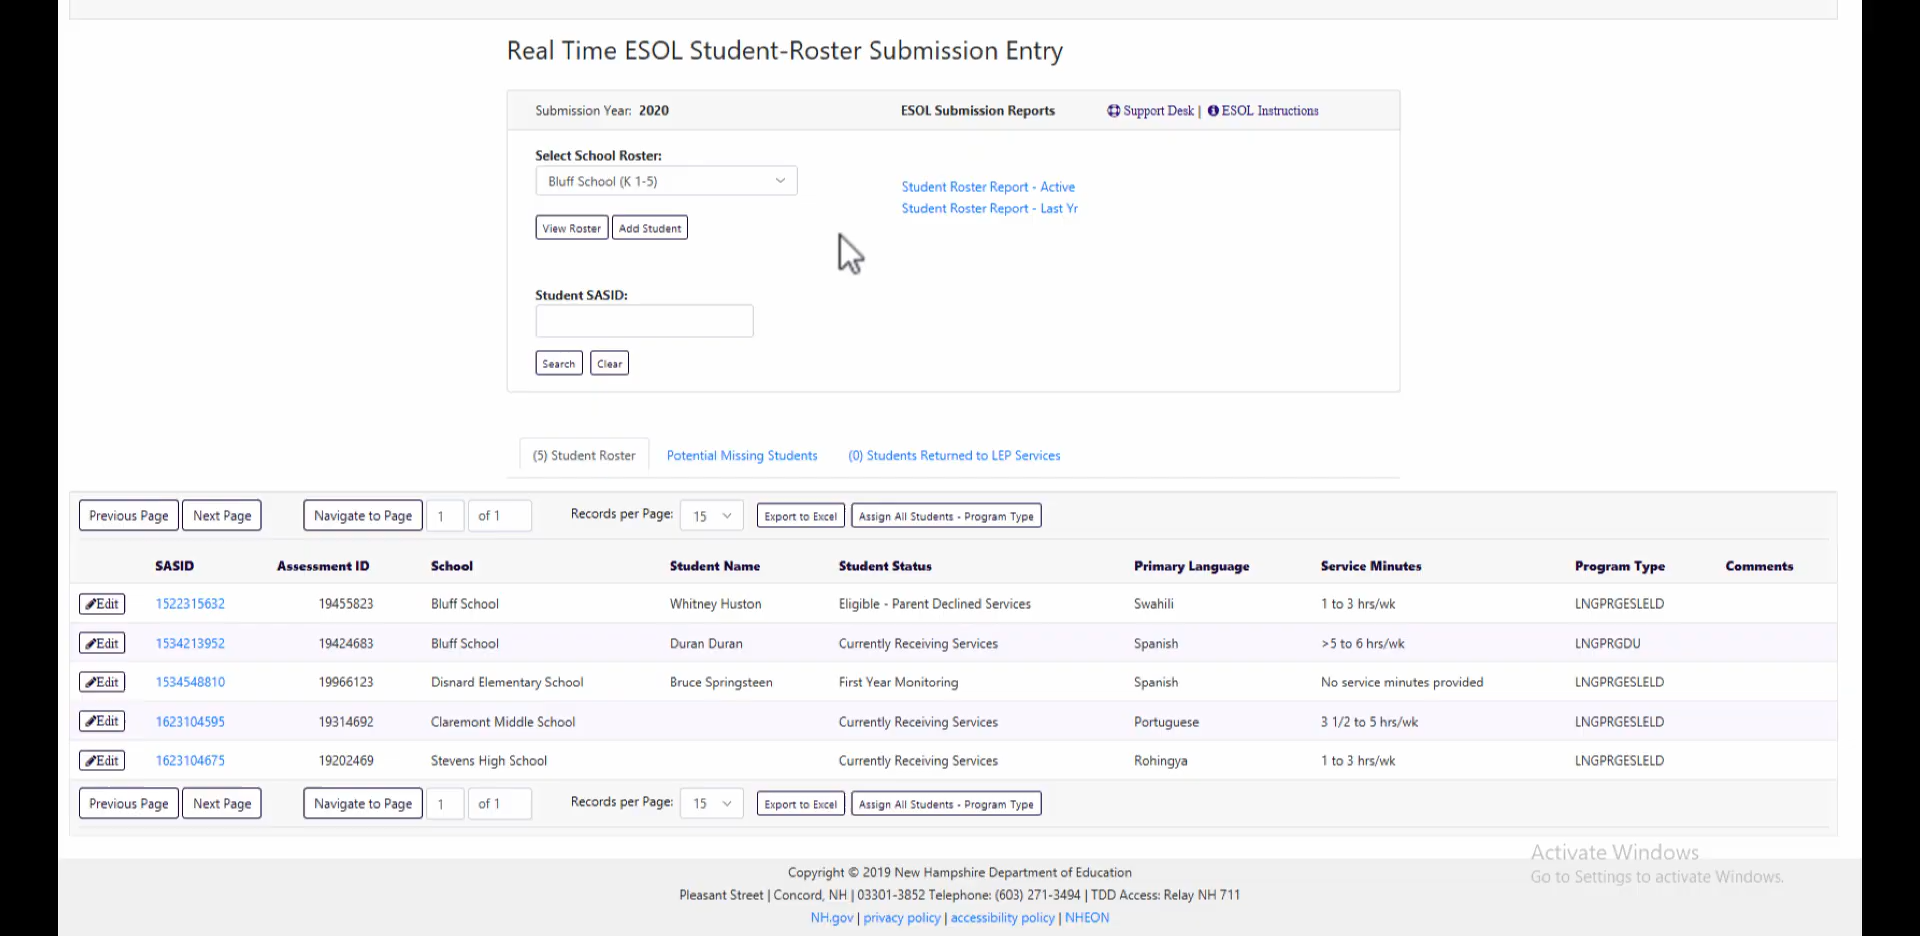 Real Time ESOL Student-Roster Submission Entry
Submission Year: 2020 ESOL Submission Reports Support Desk | ESOL Instructions
Select School Roster:
Bluff School (K 1-5)
Student Roster Report - Active
Student Roster Report - Last Yr
View Roster Add Student
Student SASID:
Search Clear
(5) Student Roster Potential Missing Students (0) Students Returned to LEP Services
Previous Page Next Page Navigate to Page 1 of 1 Records per Page: 15 Export to Excel Assign All Students - Program Type
SASID Assessment ID School Student Name Student Status Primary Language Service Minutes Program Type Comments
Edit 1522315632 19455823 Bluff School Whitney Huston Eligible - Parent Declined Services Swahili 1 to 3 hrs/wk LNGPRGESLELD
Edit 1534213952 19424683 Bluff School Duran Duran Currently Receiving Services Spanish >5 to 6 hrs/wk LNGPRGDU
Edit 1534548810 19966123 Disnard Elementary School Bruce Springsteen First Year Monitoring Spanish No service minutes provided LNGPRGESLELD
Edit 1623104595 19314692 Claremont Middle School Currently Receiving Services Portuguese 3 1/2 to 5 hrs/wk LNGPRGESLELD
Edit 1623104675 19202469 Stevens High School Currently Receiving Services Rohingya 1 to 3 hrs/wk LNGPRGESLELD
Previous Page Next Page Navigate to Page 1 of 1 Records per Page: 15 Export to Excel Assign All Students - Program Type
Activate Windows
Go to Settings to activate Windows.
Copyright © 2019 New Hampshire Department of Education
Pleasant Street | Concord, NH | 03301-3852 Telephone: (603) 271-3494 | TDD Access: Relay NH 711
NH.gov | privacy policy | accessibility policy | NHEON